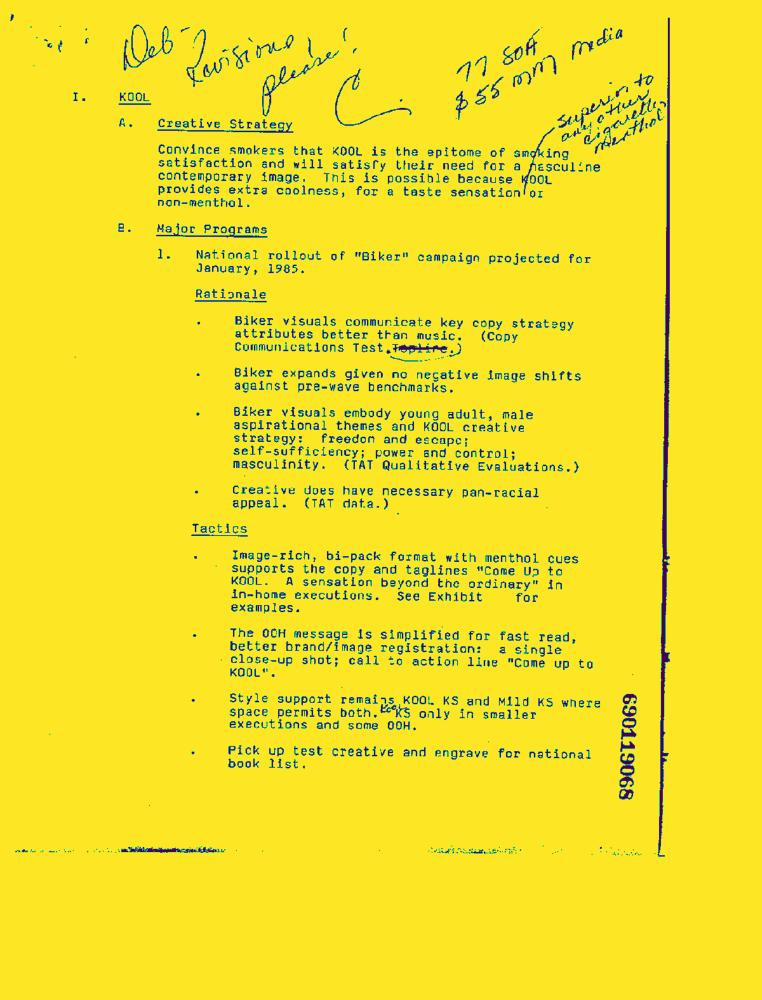 Deb - Revisions please!
77 SOM
$55 MM media
superior to any other cigarette, menthol
I. KOOL
A. Creative Strategy
Convince smokers that KOOL is the epitome of smoking
satisfaction and will satisfy their need for a masculine
contemporary image. This is possible because KOOL
provides extra coolness, for a taste sensation or
non-menthol.
B. Major Programs
1. National rollout of "Biker" campaign projected for
January, 1985.
Rationale
. Biker visuals communicate key copy strategy
attributes better than music. (Copy
Communications Test Topline.)
. Biker expands given no negative image shifts
against pre-wave benchmarks.
. Biker visuals embody young adult, male
aspirational themes and KOOL creative
strategy: freedom and escape;
self-sufficiency; power and control;
masculinity. (TAT Qualitative Evaluations.)
. Creative does have necessary pan-racial
appeal. (TAT data.)
Tactics
. Image-rich, bi-pack format with menthol cues
supports the copy and taglines "Come Up to
KOOL. A sensation beyond the ordinary" in
in-home executions. See Exhibit for
examples.
. The OOH message is simplified for fast read,
better brand/image registration: a single
close-up shot; call to action line "Come up to
KOOL".
. Style support remains KOOL KS and Mild KS where
space permits both. KOOL KS only in smaller
executions and some OOH.
. Pick up test creative and engrave for national
book list.
690119068